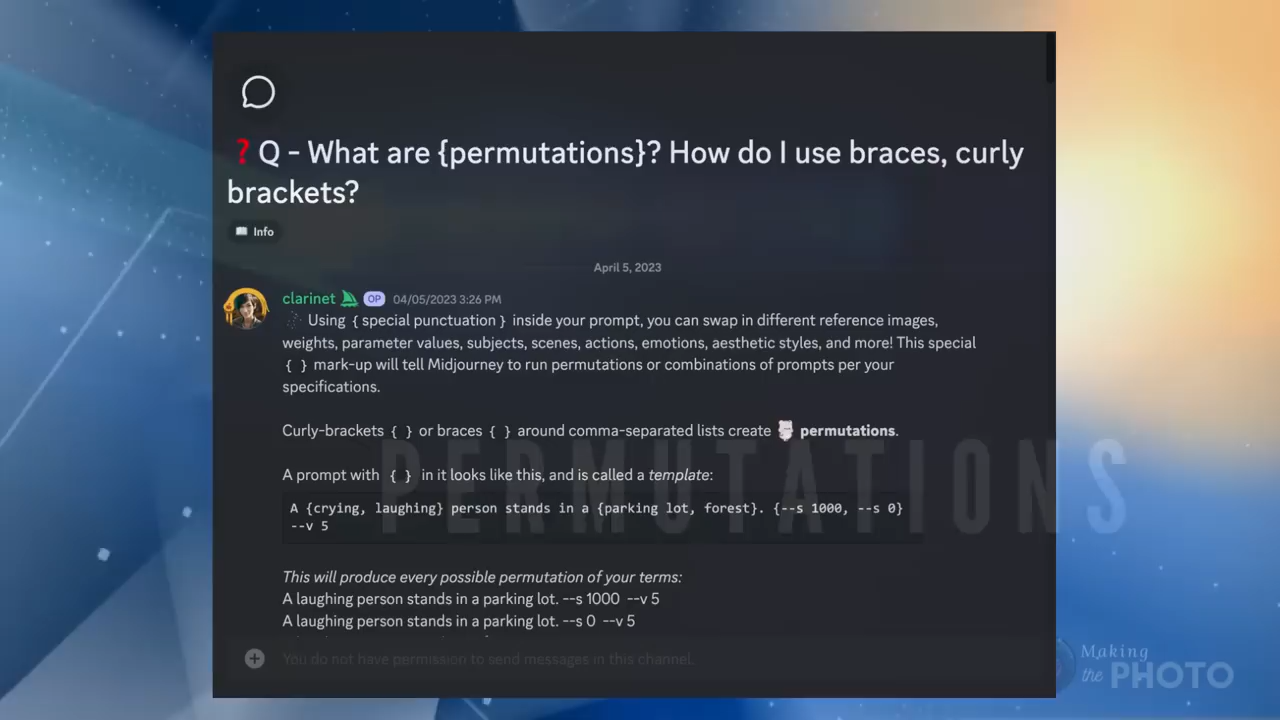 ❓Q - What are {permutations}? How do I use braces, curly
brackets?
Info
April 5, 2023
clarinet OP 04/05/2023 3:26 PM
Using { special punctuation } inside your prompt, you can swap in different reference images,
weights, parameter values, subjects, scenes, actions, emotions, aesthetic styles, and more! This special
{ } mark-up will tell Midjourney to run permutations or combinations of prompts per your
specifications.
Curly-brackets { } or braces { } around comma-separated lists create permutations.
PERMUTATIONS
A prompt with { } in it looks like this, and is called a template:
A {crying, laughing} person stands in a {parking lot, forest}. {--s 1000, --s 0}
--v 5
This will produce every possible permutation of your terms:
A laughing person stands in a parking lot. --s 1000 --v 5
A laughing person stands in a parking lot. --s 0 --v 5
You do not have permission to send messages in this channel.
Making
the PHOTO